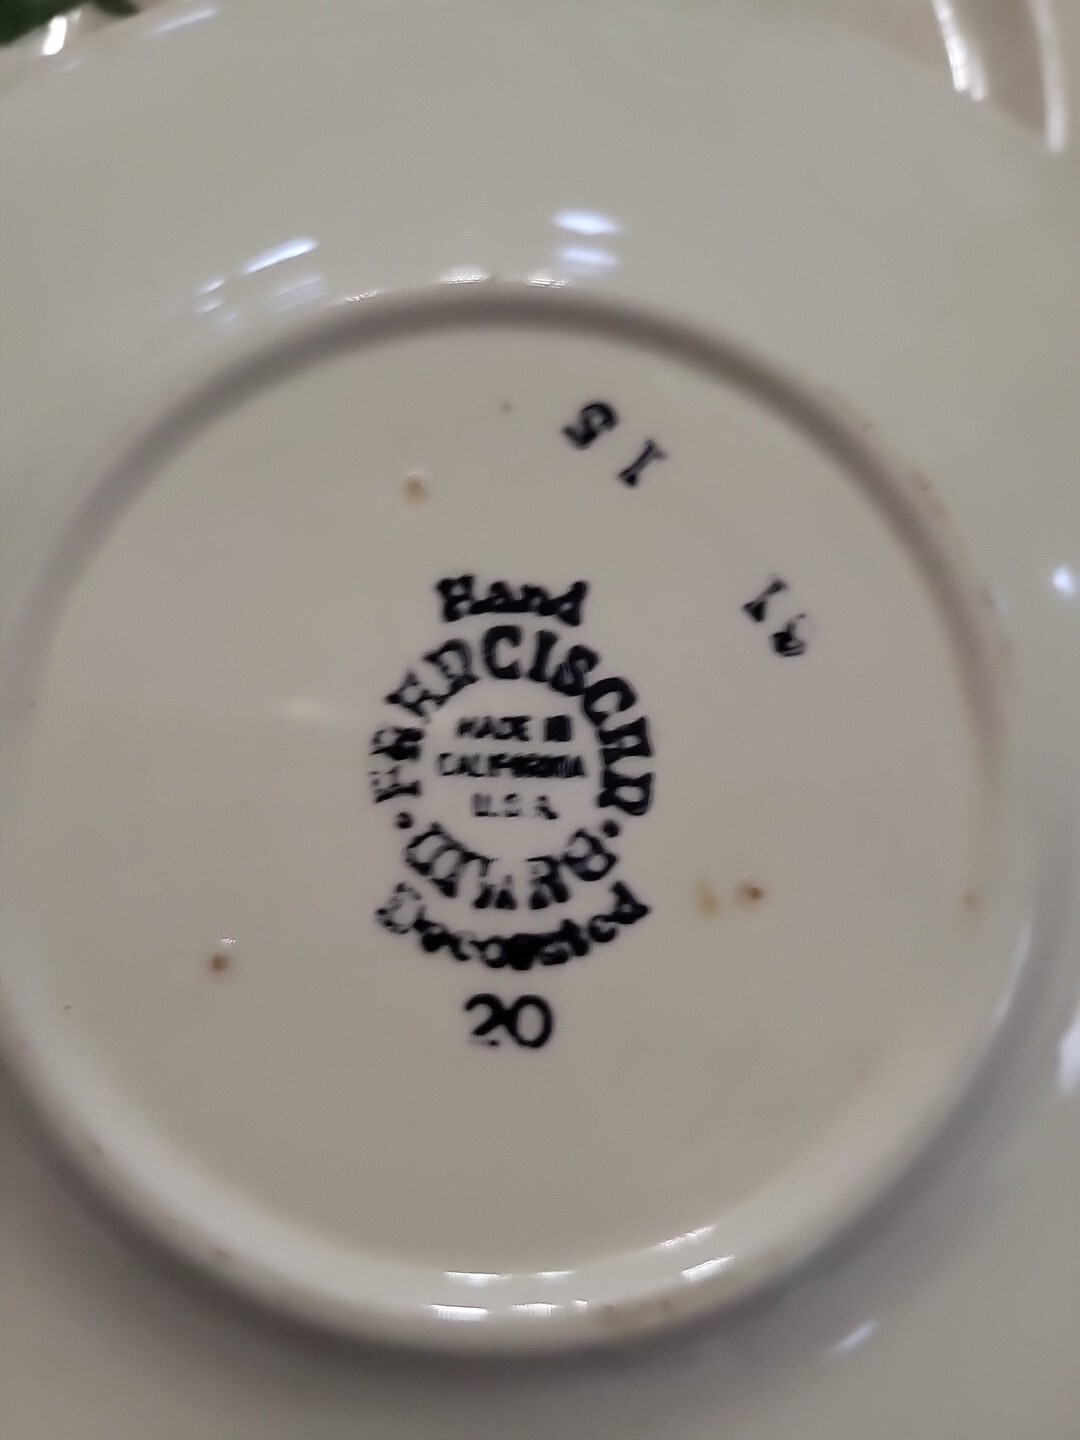 Hand
FRANCISCAN
MADE IN
CALIFORNIA
U.S.A.
WARE
Decorated
20